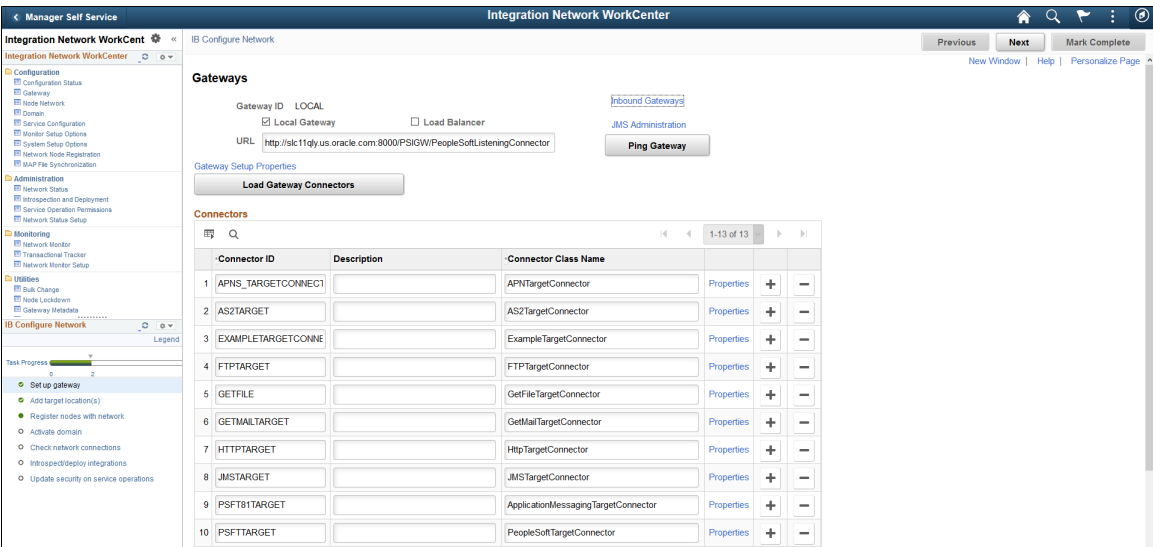 Manager Self Service
Integration Network WorkCenter
Integration Network WorkCent
Integration Network WorkCenter
Configuration
Configuration Status
Gateway
Node Network
Domain
Service Configuration
Monitor Setup Options
System Setup Options
Network Node Registration
MAP File Synchronization
Administration
Network Status
Introspection and Deployment
Service Operation Permissions
Network Status Setup
Monitoring
Network Monitor
Transactional Tracker
Network Monitor Setup
Utilities
Bulk Change
Node Lockdown
Gateway Metadata
IB Configure Network
Legend
Task Progress
0 2
Set up gateway
Add target location(s)
Register nodes with network
Activate domain
Check network connections
Introspect/deploy integrations
Update security on service operations
IB Configure Network
Previous Next Mark Complete
New Window | Help | Personalize Page
Gateways
Gateway ID LOCAL
Inbound Gateways
Local Gateway Load Balancer
JMS Administration
URL http://slc11qly.us.oracle.com:8000/PSIGW/PeopleSoftListeningConnector
Ping Gateway
Gateway Setup Properties
Load Gateway Connectors
Connectors
1-13 of 13
*Connector ID Description *Connector Class Name
1 APNS_TARGETCONNECT APNTargetConnector Properties + −
2 AS2TARGET AS2TargetConnector Properties + −
3 EXAMPLETARGETCONNE ExampleTargetConnector Properties + −
4 FTPTARGET FTPTargetConnector Properties + −
5 GETFILE GetFileTargetConnector Properties + −
6 GETMAILTARGET GetMailTargetConnector Properties + −
7 HTTPTARGET HttpTargetConnector Properties + −
8 JMSTARGET JMSTargetConnector Properties + −
9 PSFT81TARGET ApplicationMessagingTargetConnector Properties + −
10 PSFTTARGET PeopleSoftTargetConnector Properties + −